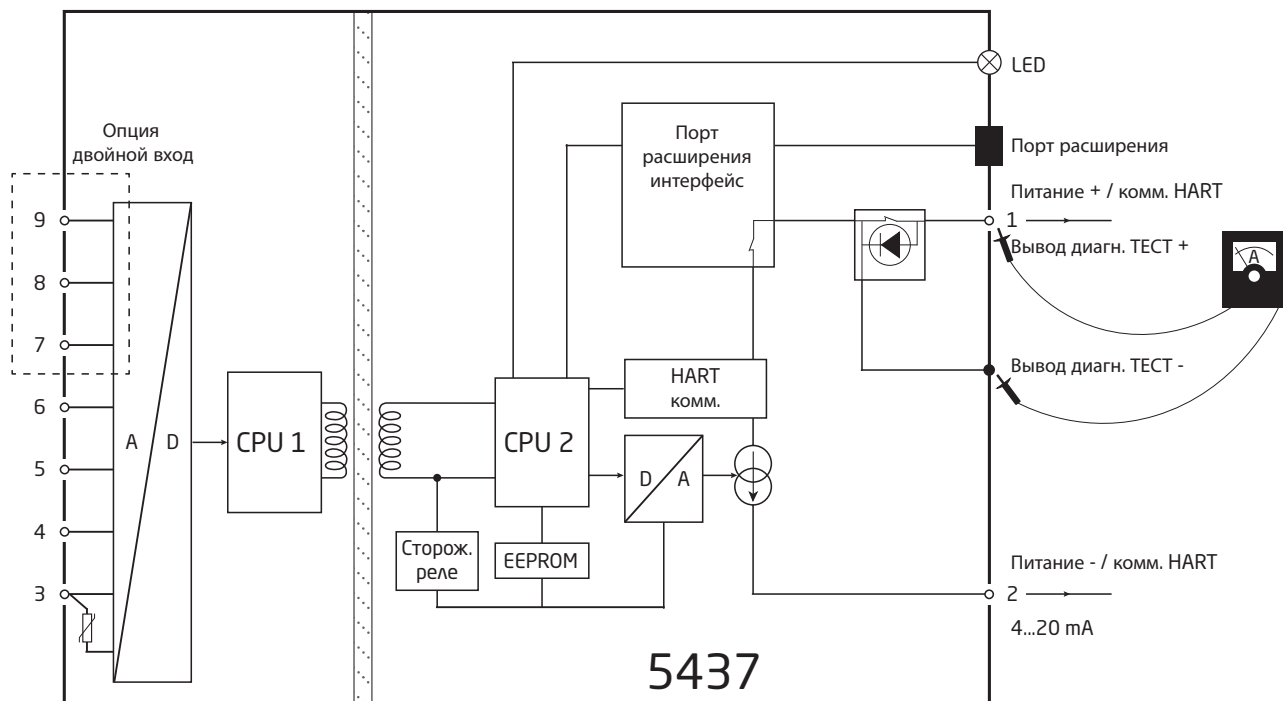 LED
Опция
двойной вход
Порт
расширения
интерфейс
Порт расширения
Питание + / комм. HART
1
Вывод диагн. ТЕСТ +
A
9
8
7
6
5
4
3
A
D
CPU 1
CPU 2
HART
комм.
D
A
Вывод диагн. ТЕСТ -
Сторож.
реле
EEPROM
Питание - / комм. HART
2
4...20 mA
5437